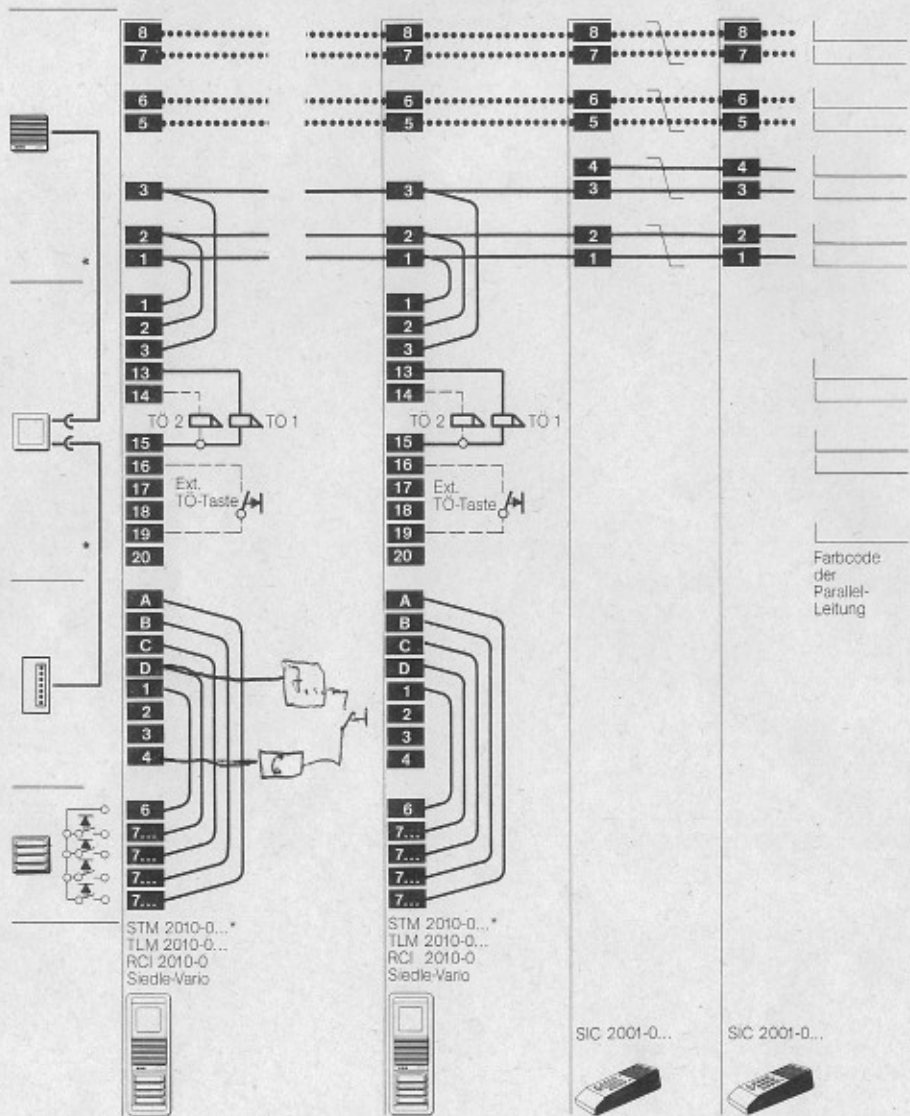 8 8 8 8
7 7 7 7
6 6 6 6
5 5 5 5
4 4
3 3 3 3
2 2 2 2
1 1 1 1
*
1 1
2 2
3 3
13 13
14 14
TÖ 2 TÖ 1 TÖ 2 TÖ 1
15 15
16 16
17 Ext. 17 Ext.
TÖ-Taste TÖ-Taste
18 18
19 19
*
20 20
Farbcode
der
Parallel-
Leitung
A A
B B
C C
D D
1 1
2 2
3 3
4 4
6 6
7... 7...
7... 7...
7... 7...
7... 7...
STM 2010-0...* STM 2010-0...*
TLM 2010-0... TLM 2010-0...
RCI 2010-0 RCI 2010-0
Siedle-Vario Siedle-Vario
SIC 2001-0... SIC 2001-0...